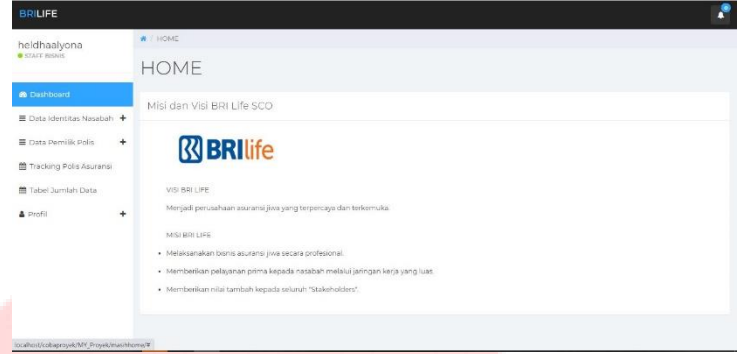 BRILIFE
heldhaalyona
STAFF BISNIS
/ HOME
HOME
Dashboard
Data Identitas Nasabah +
Data Pemilik Polis +
Tracking Polis Asuransi
Tabel Jumlah Data
Profil +
Misi dan Visi BRI Life SCO
BRIlife
VISI BRI LIFE
Menjadi perusahaan asuransi jiwa yang terpercaya dan terkemuka.
MISI BRI LIFE
• Melaksanakan bisnis asuransi jiwa secara profesional.
• Memberikan pelayanan prima kepada nasabah melalui jaringan kerja yang luas.
• Memberikan nilai tambah kepada seluruh "Stakeholders".